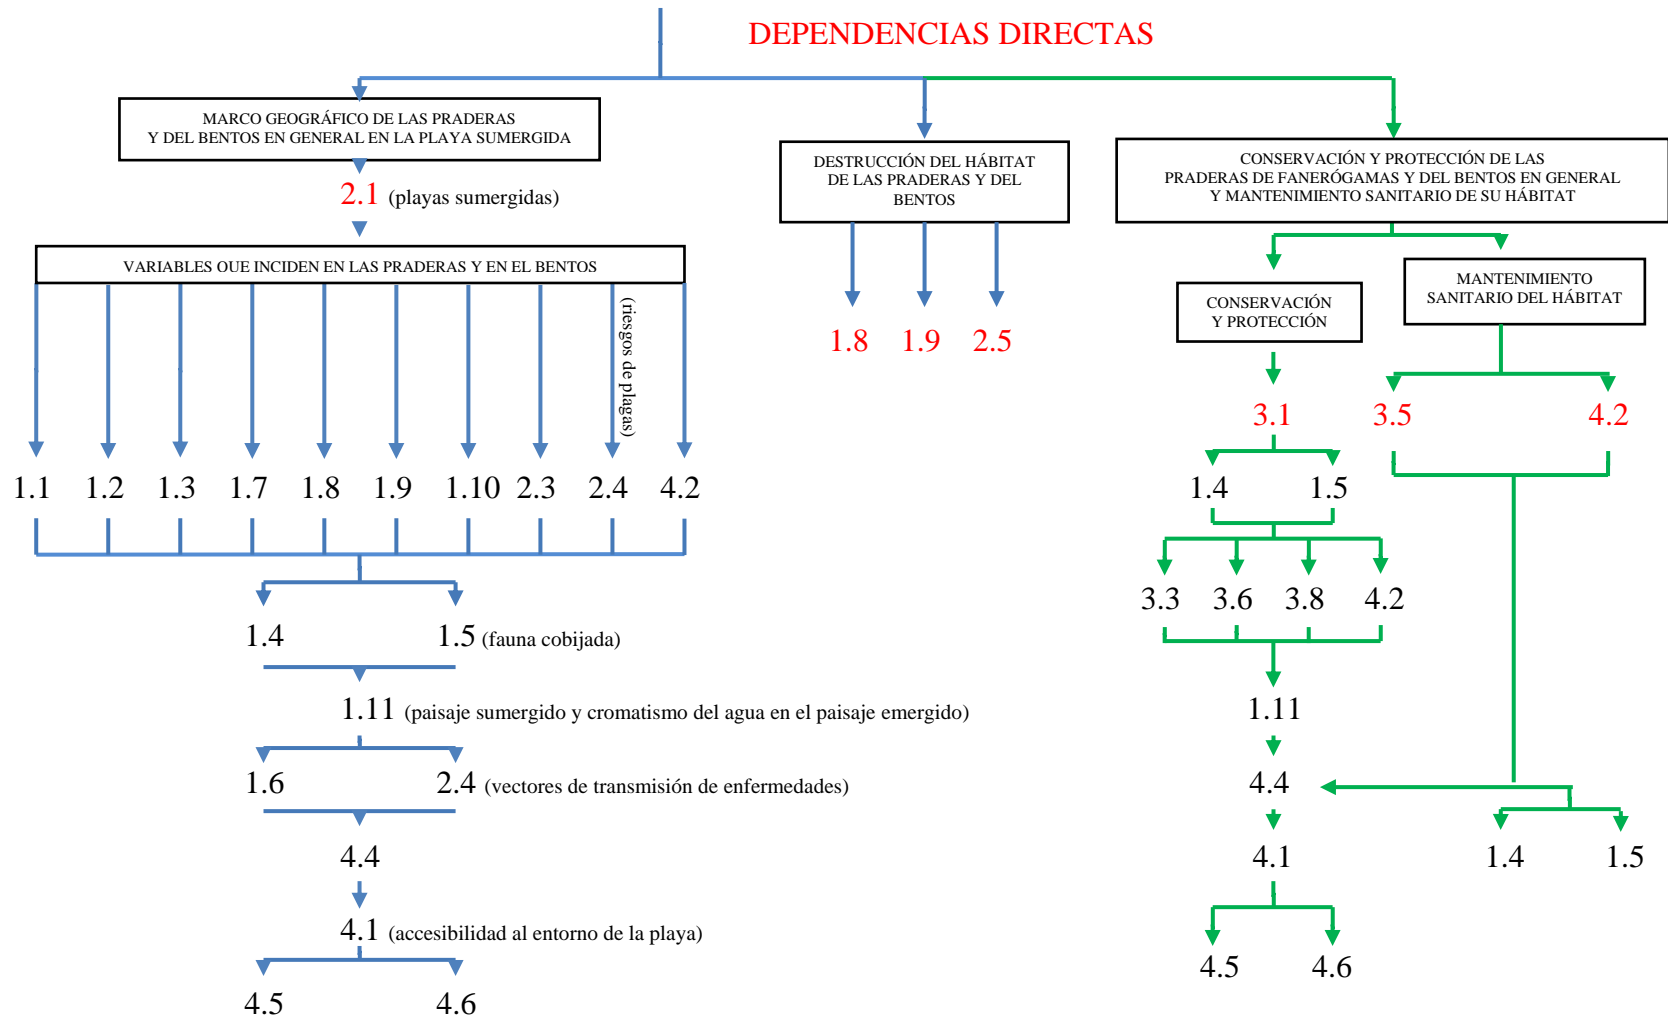 DEPENDENCIAS DIRECTAS
MARCO GEOGRÁFICO DE LAS PRADERAS
Y DEL BENTOS EN GENERAL EN LA PLAYA SUMERGIDA
2.1 (playas sumergidas)
VARIABLES QUE INCIDEN EN LAS PRADERAS Y EN EL BENTOS
(riesgos de plagas)
1.1 1.2 1.3 1.7 1.8 1.9 1.10 2.3 2.4 4.2
1.4 1.5 (fauna cobijada)
1.11 (paisaje sumergido y cromatismo del agua en el paisaje emergido)
1.6 2.4 (vectores de transmisión de enfermedades)
4.4
4.1 (accesibilidad al entorno de la playa)
4.5 4.6
DESTRUCCIÓN DEL HÁBITAT
DE LAS PRADERAS Y DEL
BENTOS
1.8 1.9 2.5
CONSERVACIÓN Y PROTECCIÓN DE LAS
PRADERAS DE FANERÓGAMAS Y DEL BENTOS EN GENERAL
Y MANTENIMIENTO SANITARIO DE SU HÁBITAT
CONSERVACIÓN
Y PROTECCIÓN
MANTENIMIENTO
SANITARIO DEL HÁBITAT
3.1 3.5 4.2
1.4 1.5
3.3 3.6 3.8 4.2
1.11
4.4
4.1 1.4 1.5
4.5 4.6